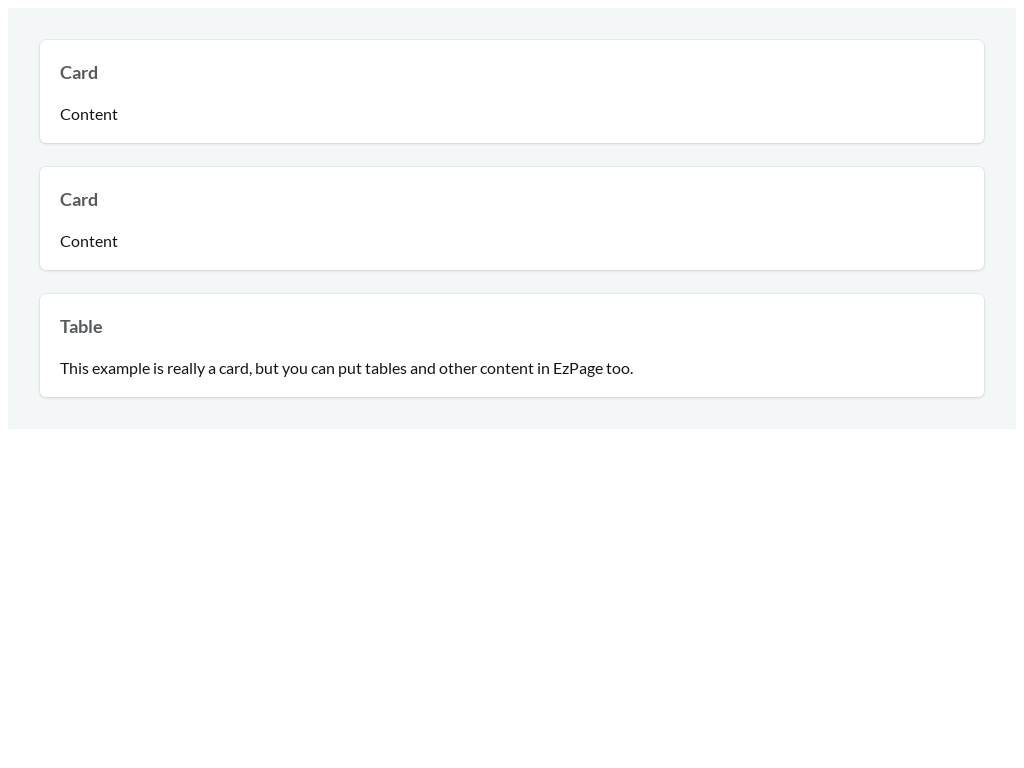 Card
Content
Card
Content
Table
This example is really a card, but you can put tables and other content in EzPage too.